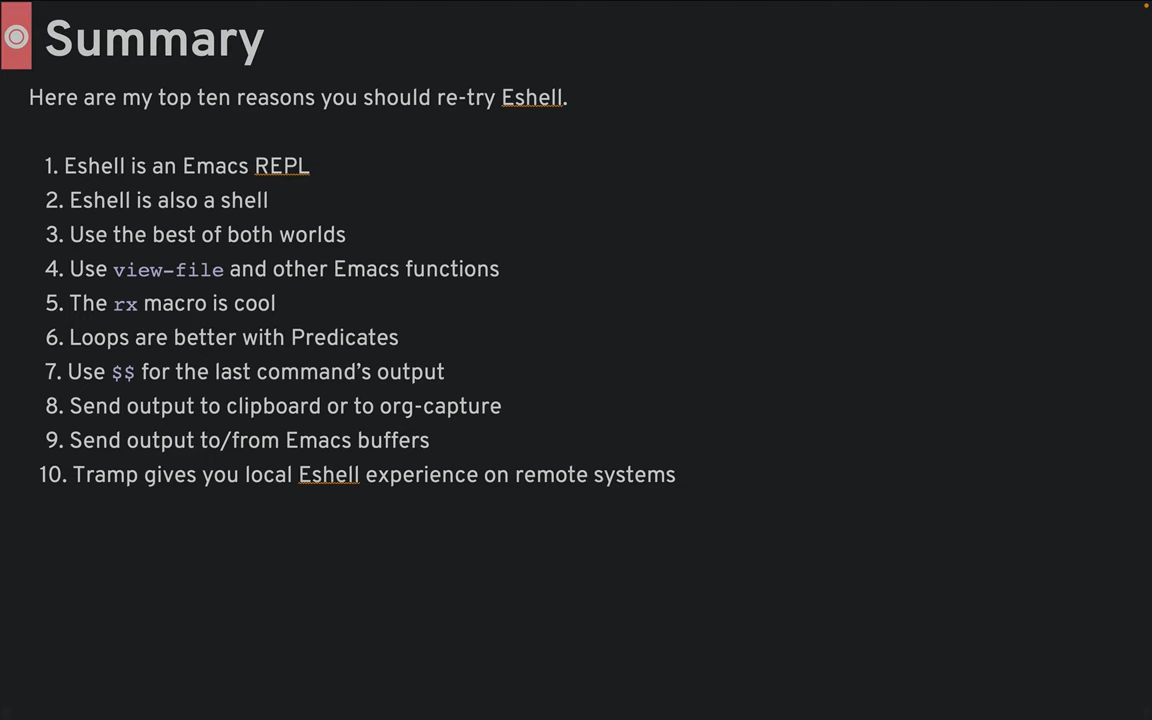 Summary
Here are my top ten reasons you should re-try Eshell.
1. Eshell is an Emacs REPL
2. Eshell is also a shell
3. Use the best of both worlds
4. Use view-file and other Emacs functions
5. The rx macro is cool
6. Loops are better with Predicates
7. Use $$ for the last command’s output
8. Send output to clipboard or to org-capture
9. Send output to/from Emacs buffers
10. Tramp gives you local Eshell experience on remote systems